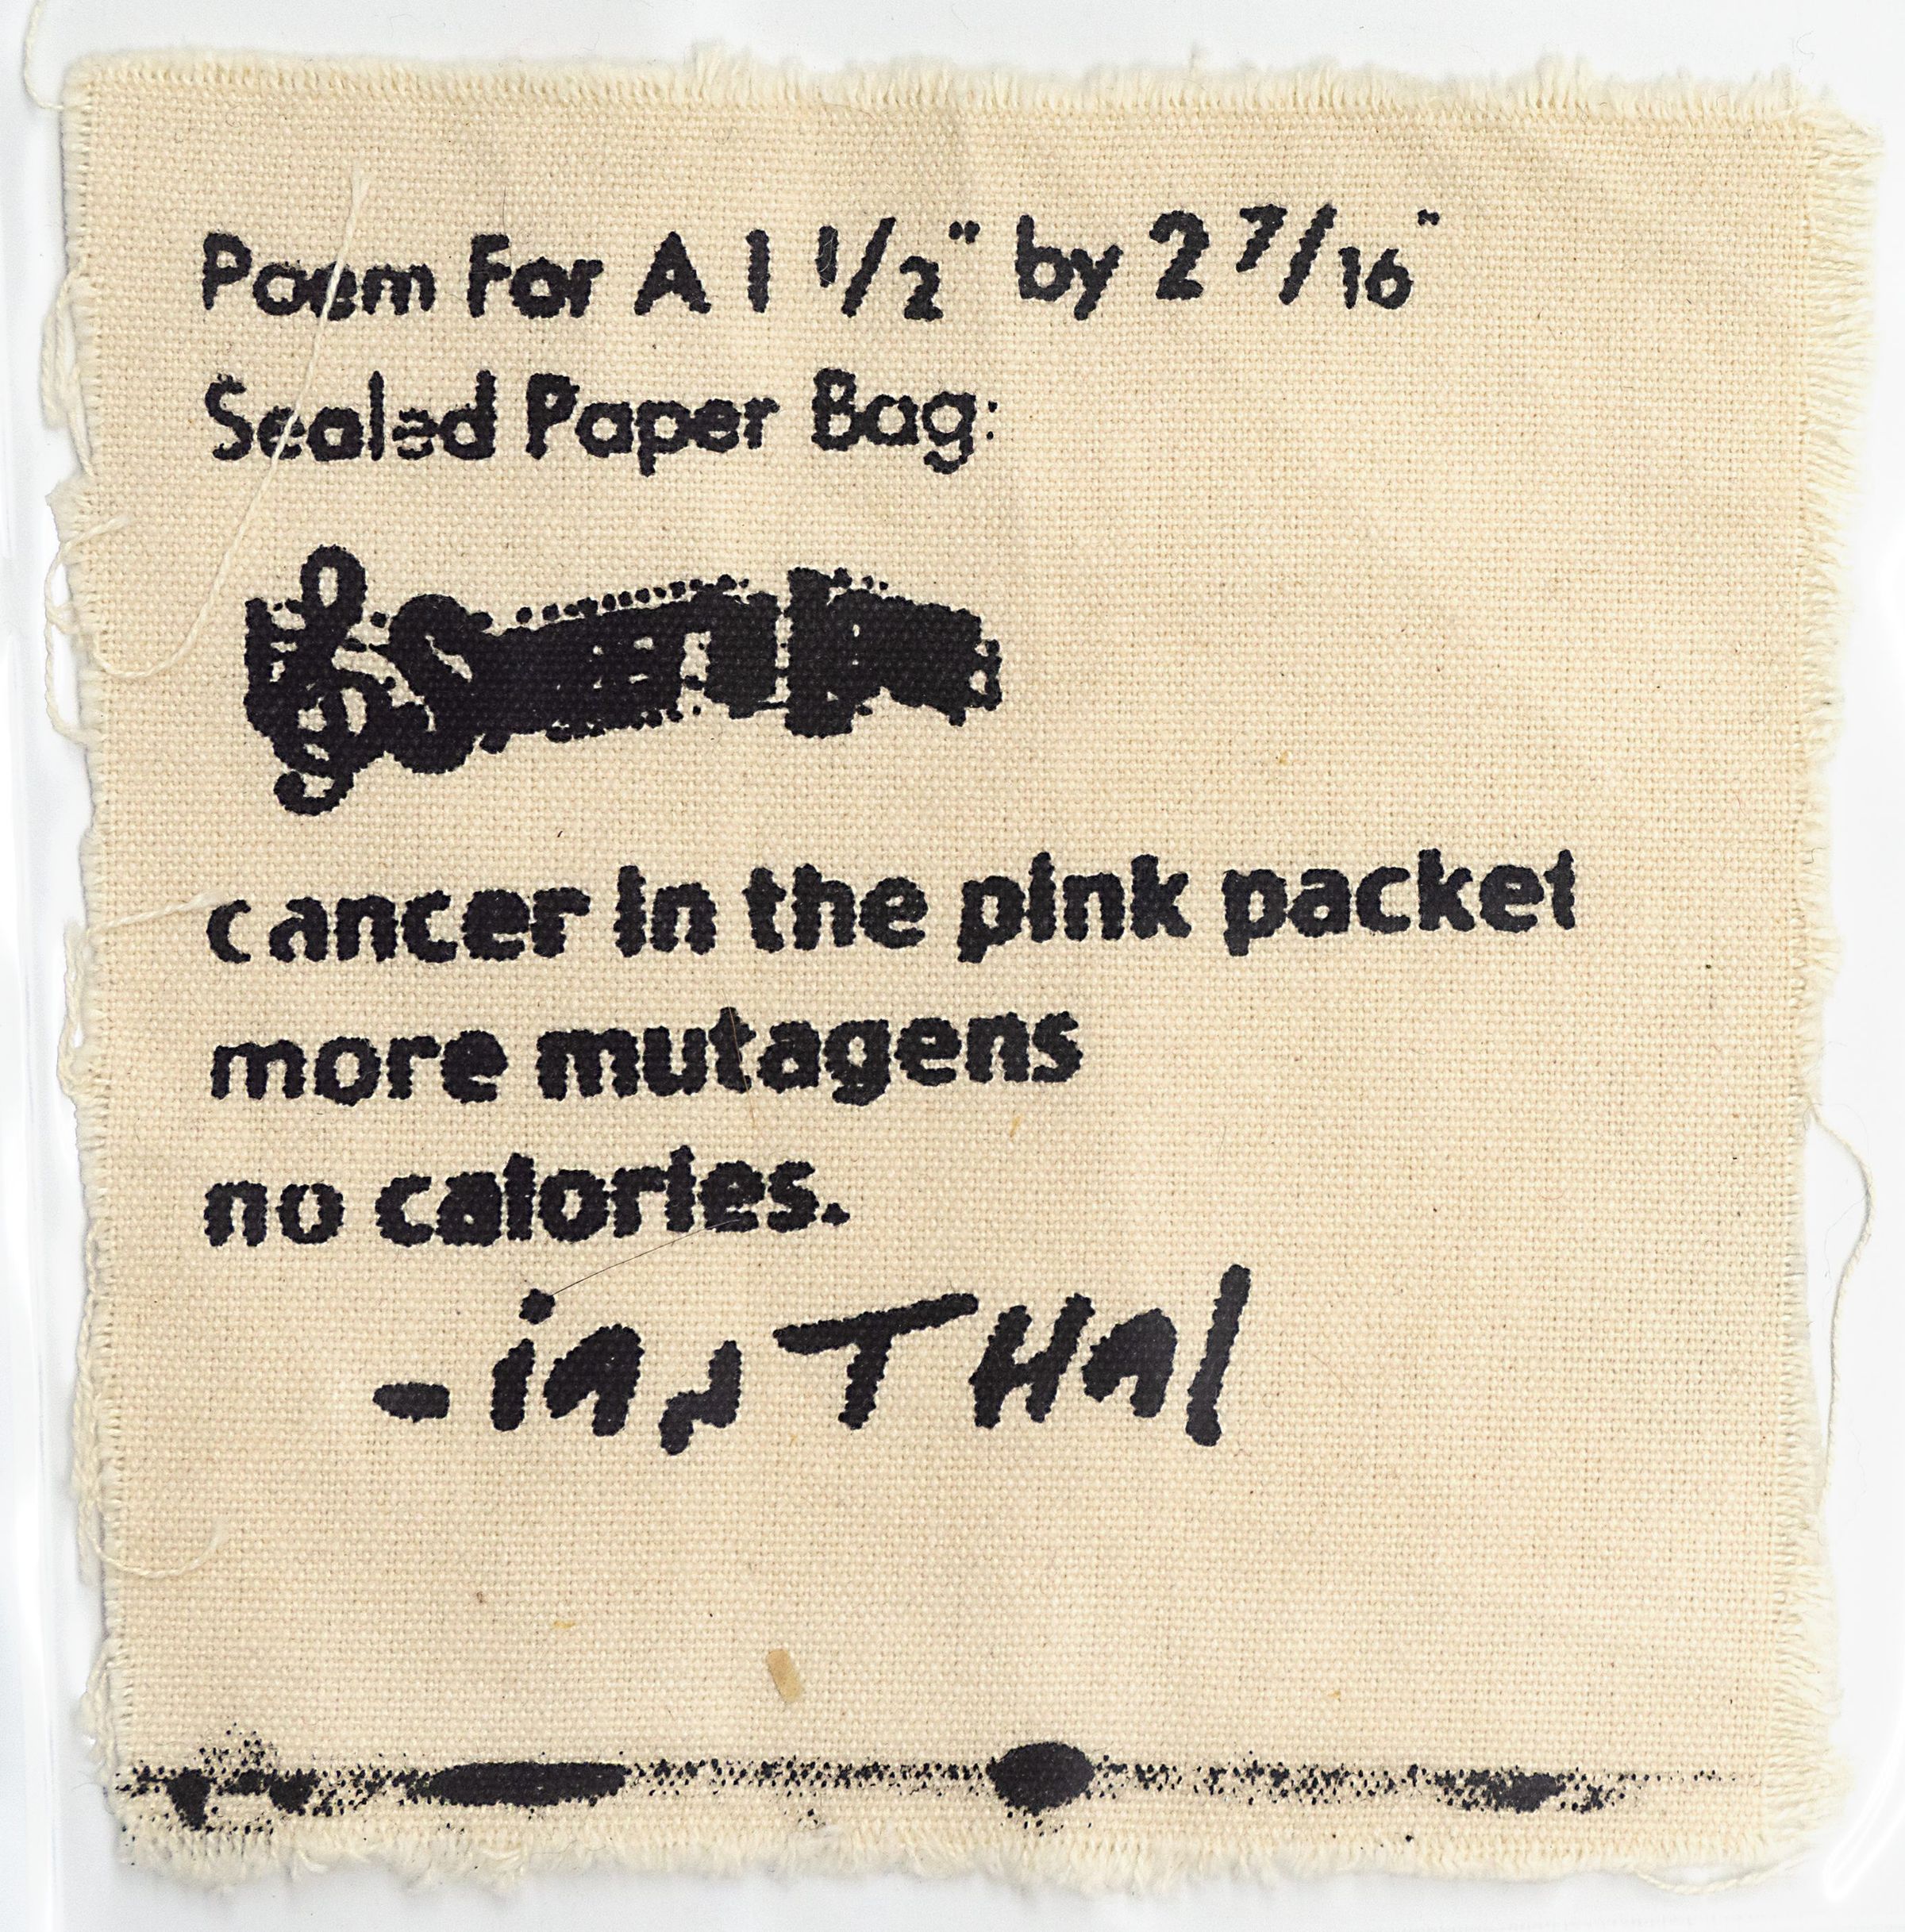 Poem For A 1 1/2" by 2 7/16"
Sealed Paper Bag:
cancer in the pink packet
more mutagens
no calories.